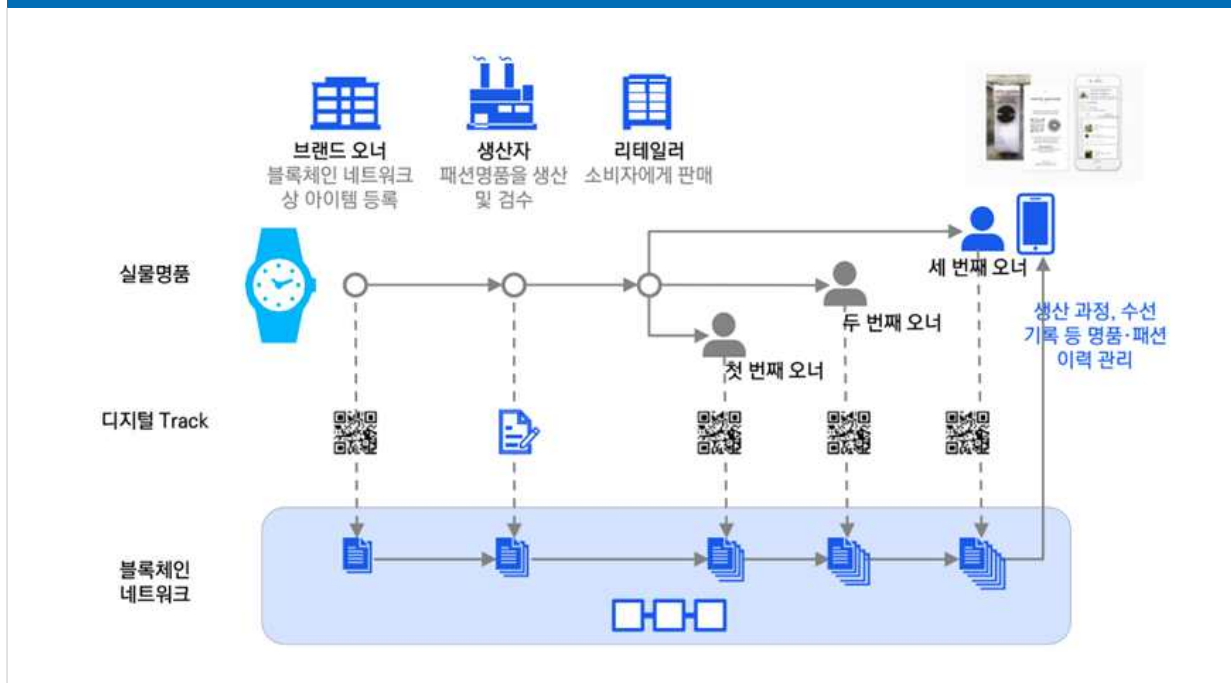 브랜드 오너
블록체인 네트워크
상 아이템 등록
생산자
패션명품을 생산
및 검수
리테일러
소비자에게 판매
실물명품
세 번째 오너
두 번째 오너
첫 번째 오너
생산 과정, 수선
기록 등 명품·패션
이력 관리
디지털 Track
블록체인
네트워크